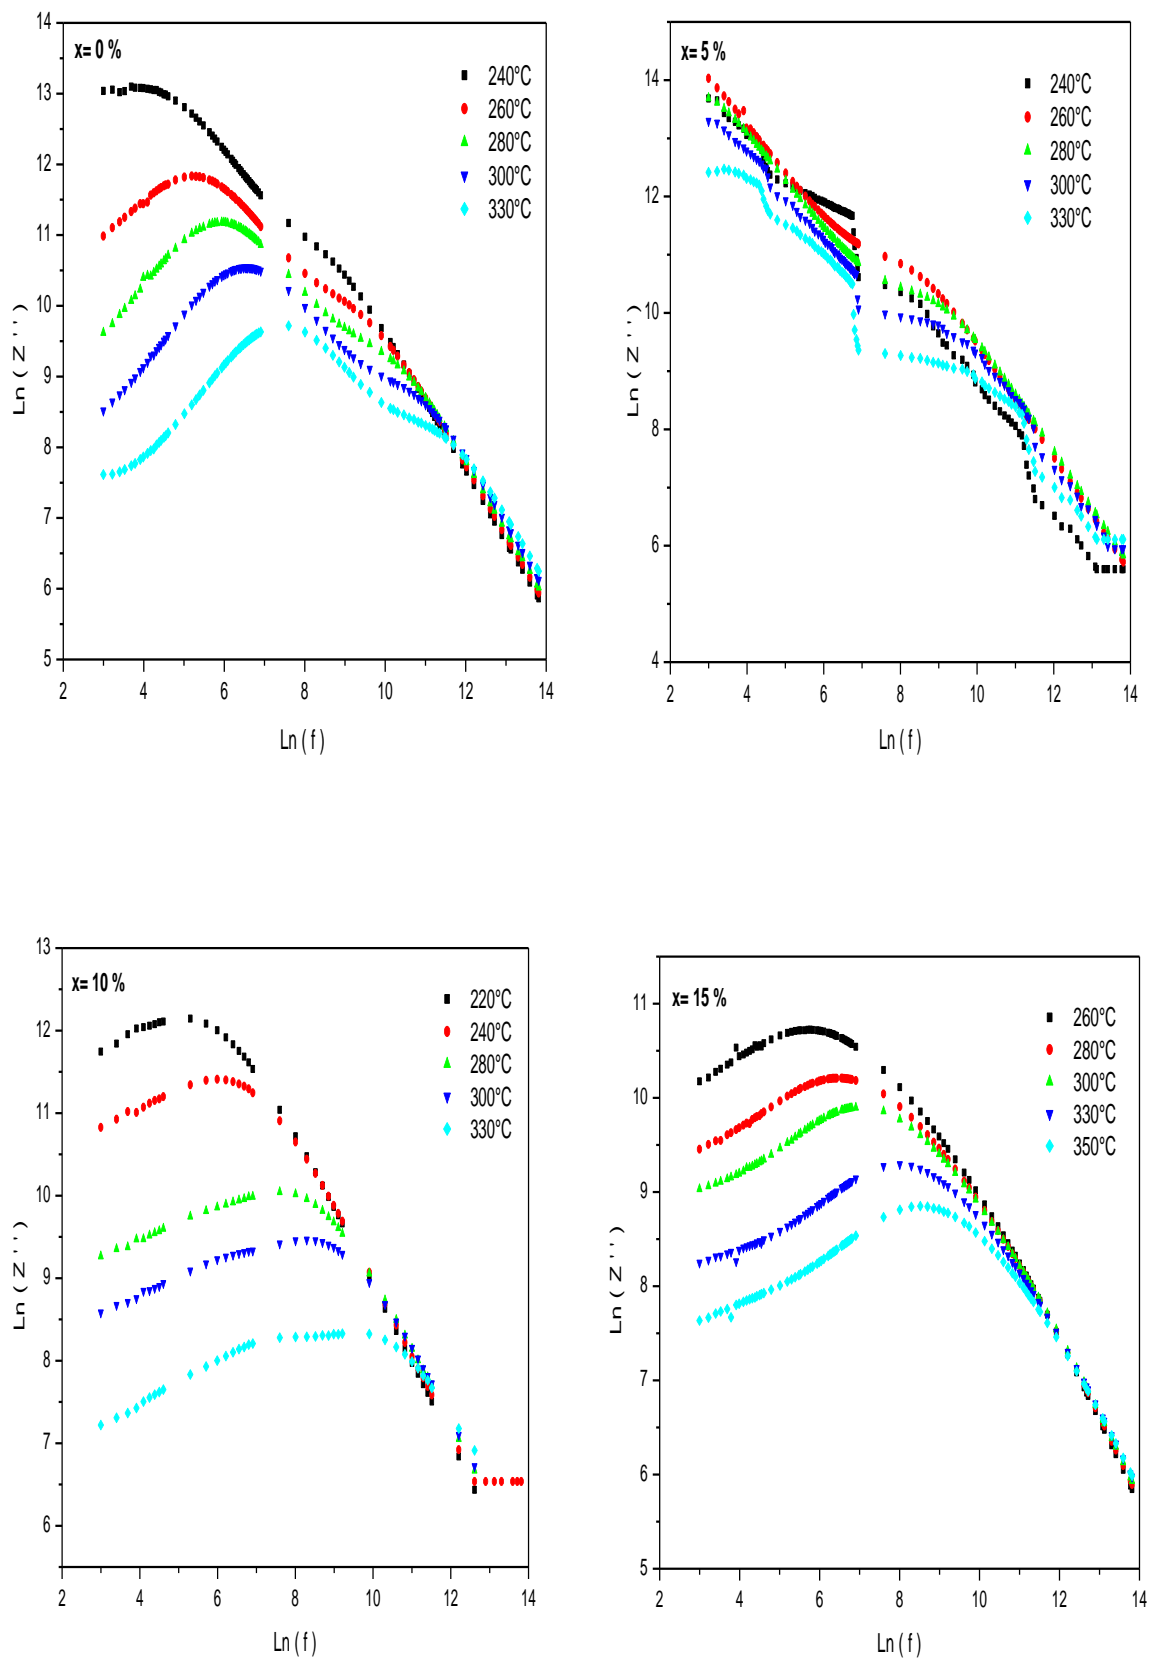 x= 0 %
240°C
260°C
280°C
300°C
330°C
14
13
12
11
10
9
8
7
6
5
2
4
6
8
10
12
14
Ln ( Z '' )
Ln ( f )
x= 5 %
240°C
260°C
280°C
300°C
330°C
14
12
10
8
6
4
2
4
6
8
10
12
14
Ln ( Z '' )
Ln ( f )
x= 10 %
220°C
240°C
280°C
300°C
330°C
13
12
11
10
9
8
7
6
2
4
6
8
10
12
14
Ln ( Z '' )
Ln ( f )
x= 15 %
260°C
280°C
300°C
330°C
350°C
11
10
9
8
7
6
5
2
4
6
8
10
12
14
Ln ( Z '' )
Ln ( f )